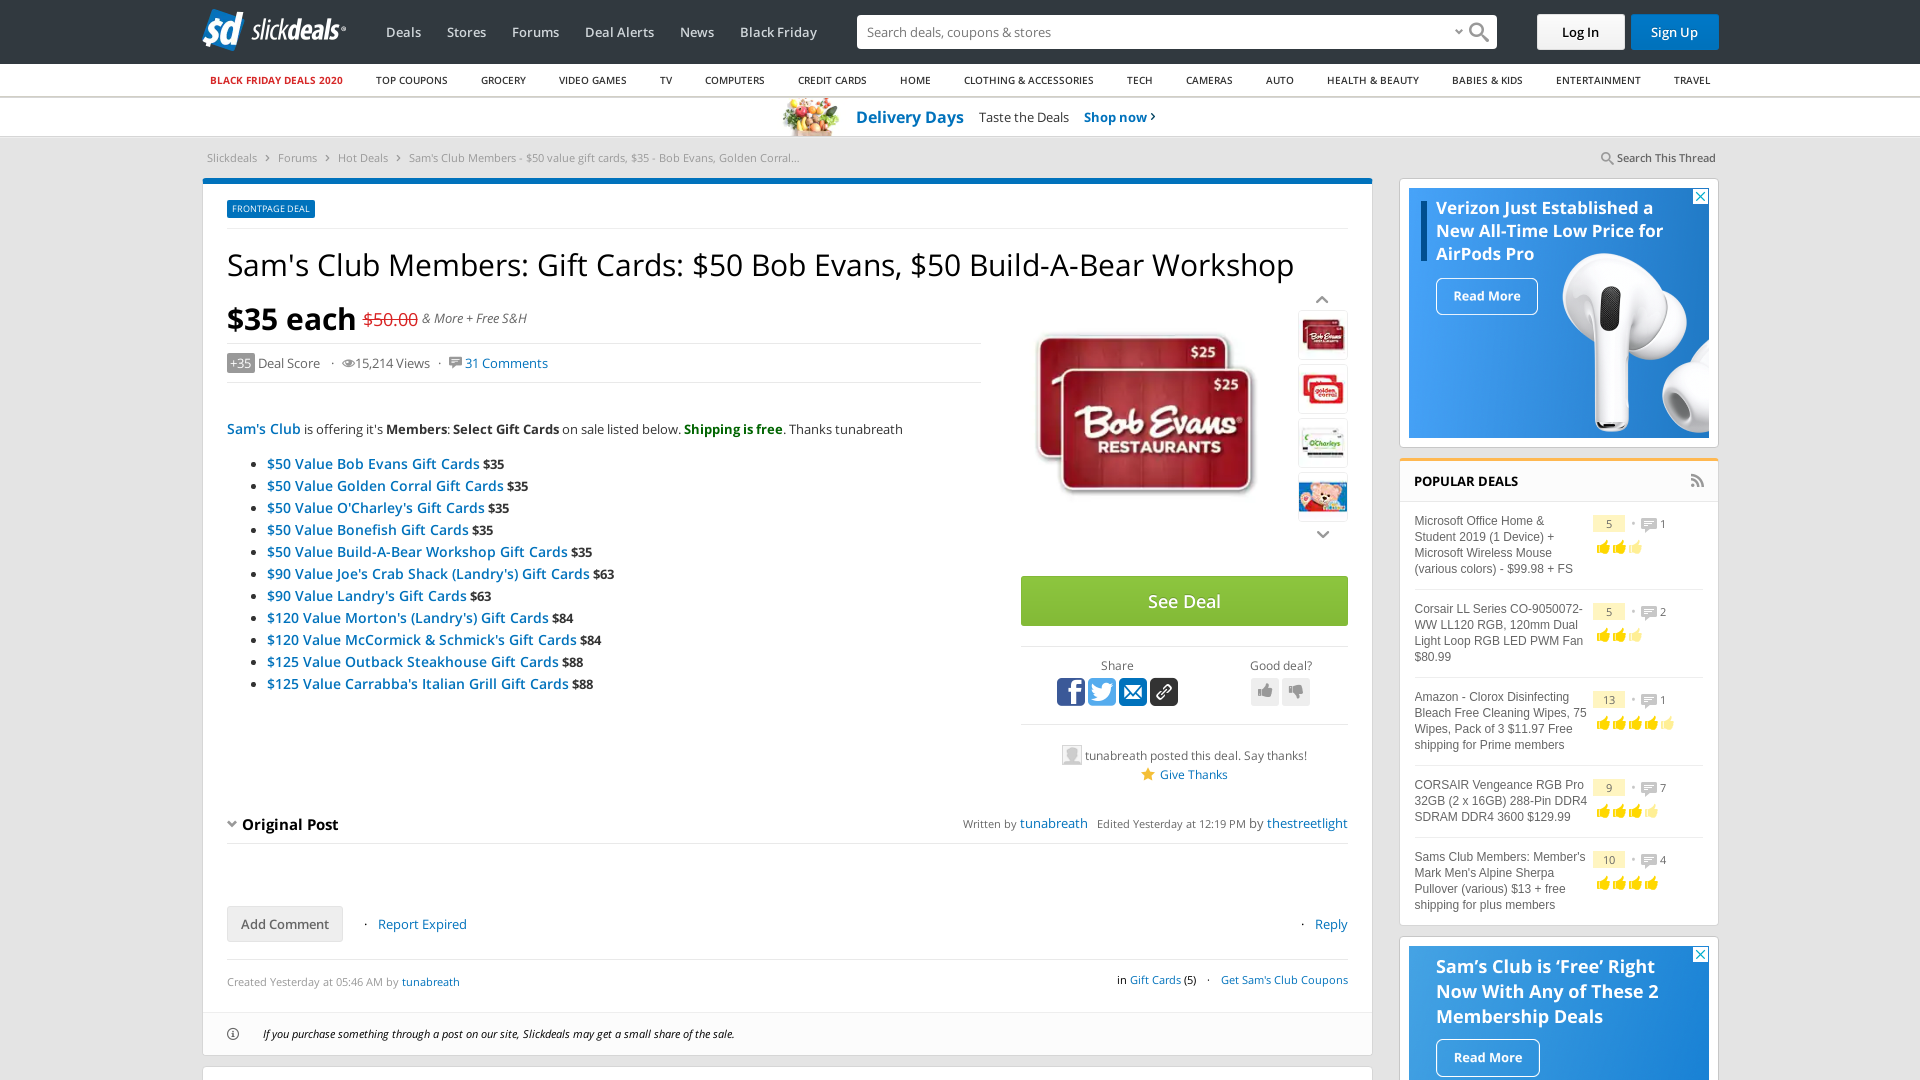 slickdeals
Deals
Stores
Forums
Deal Alerts
News
Black Friday
Search deals, coupons & stores
Log In
Sign Up
BLACK FRIDAY DEALS 2020
TOP COUPONS
GROCERY
VIDEO GAMES
TV
COMPUTERS
CREDIT CARDS
HOME
CLOTHING & ACCESSORIES
TECH
CAMERAS
AUTO
HEALTH & BEAUTY
BABIES & KIDS
ENTERTAINMENT
TRAVEL
Delivery Days Taste the Deals Shop now
Slickdeals › Forums › Hot Deals › Sam's Club Members - $50 value gift cards, $35 - Bob Evans, Golden Corral...
Search This Thread
FRONTPAGE DEAL
Sam's Club Members: Gift Cards: $50 Bob Evans, $50 Build-A-Bear Workshop
$35 each $50.00 & More + Free S&H
+35 Deal Score · 15,214 Views · 31 Comments
Sam's Club is offering it's Members: Select Gift Cards on sale listed below. Shipping is free. Thanks tunabreath
• $50 Value Bob Evans Gift Cards $35
• $50 Value Golden Corral Gift Cards $35
• $50 Value O'Charley's Gift Cards $35
• $50 Value Bonefish Gift Cards $35
• $50 Value Build-A-Bear Workshop Gift Cards $35
• $90 Value Joe's Crab Shack (Landry's) Gift Cards $63
• $90 Value Landry's Gift Cards $63
• $120 Value Morton's (Landry's) Gift Cards $84
• $120 Value McCormick & Schmick's Gift Cards $84
• $125 Value Outback Steakhouse Gift Cards $88
• $125 Value Carrabba's Italian Grill Gift Cards $88
$25
$25
Bob Evans
RESTAURANTS
golden corral
O'Charley's
See Deal
Share
Good deal?
tunabreath posted this deal. Say thanks!
Give Thanks
Original Post
Written by tunabreath Edited Yesterday at 12:19 PM by thestreetlight
Add Comment · Report Expired
· Reply
Created Yesterday at 05:46 AM by tunabreath
in Gift Cards (5) · Get Sam's Club Coupons
If you purchase something through a post on our site, Slickdeals may get a small share of the sale.
Verizon Just Established a
New All-Time Low Price for
AirPods Pro
Read More
POPULAR DEALS
Microsoft Office Home &
Student 2019 (1 Device) +
Microsoft Wireless Mouse
(various colors) - $99.98 + FS
5 • 1
Corsair LL Series CO-9050072-
WW LL120 RGB, 120mm Dual
Light Loop RGB LED PWM Fan
$80.99
5 • 2
Amazon - Clorox Disinfecting
Bleach Free Cleaning Wipes, 75
Wipes, Pack of 3 $11.97 Free
shipping for Prime members
13 • 1
CORSAIR Vengeance RGB Pro
32GB (2 x 16GB) 288-Pin DDR4
SDRAM DDR4 3600 $129.99
9 • 7
Sams Club Members: Member's
Mark Men's Alpine Sherpa
Pullover (various) $13 + free
shipping for plus members
10 • 4
Sam's Club is ‘Free’ Right
Now With Any of These 2
Membership Deals
Read More